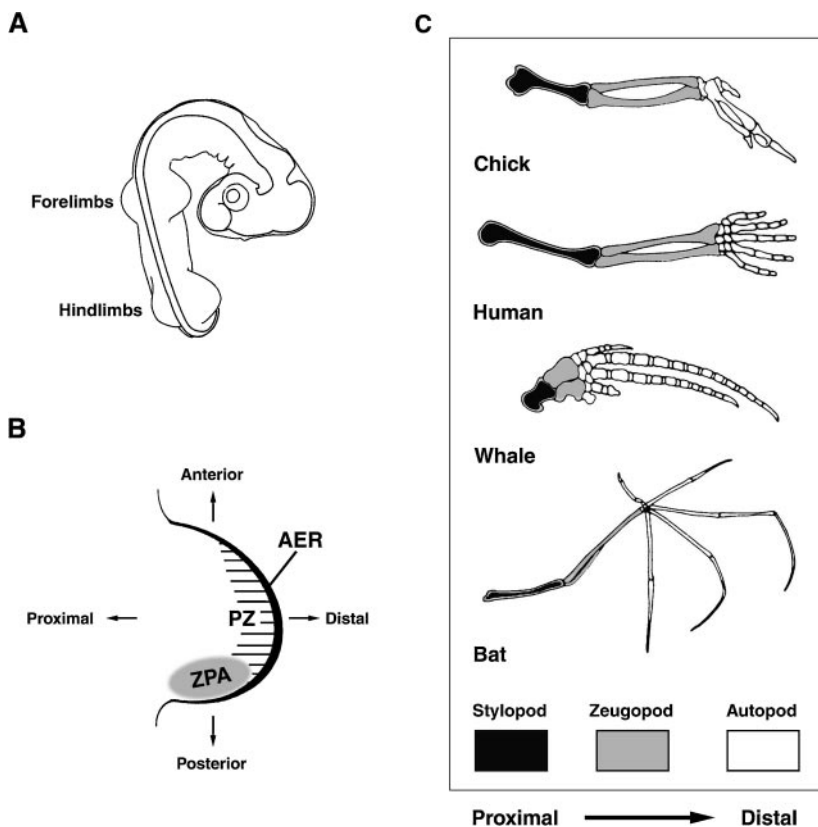 A
Forelimbs
Hindlimbs
B
Anterior
AER
Proximal
PZ
Distal
ZPA
Posterior
C
Chick
Human
Whale
Bat
Stylopod Zeugopod Autopod
Proximal Distal